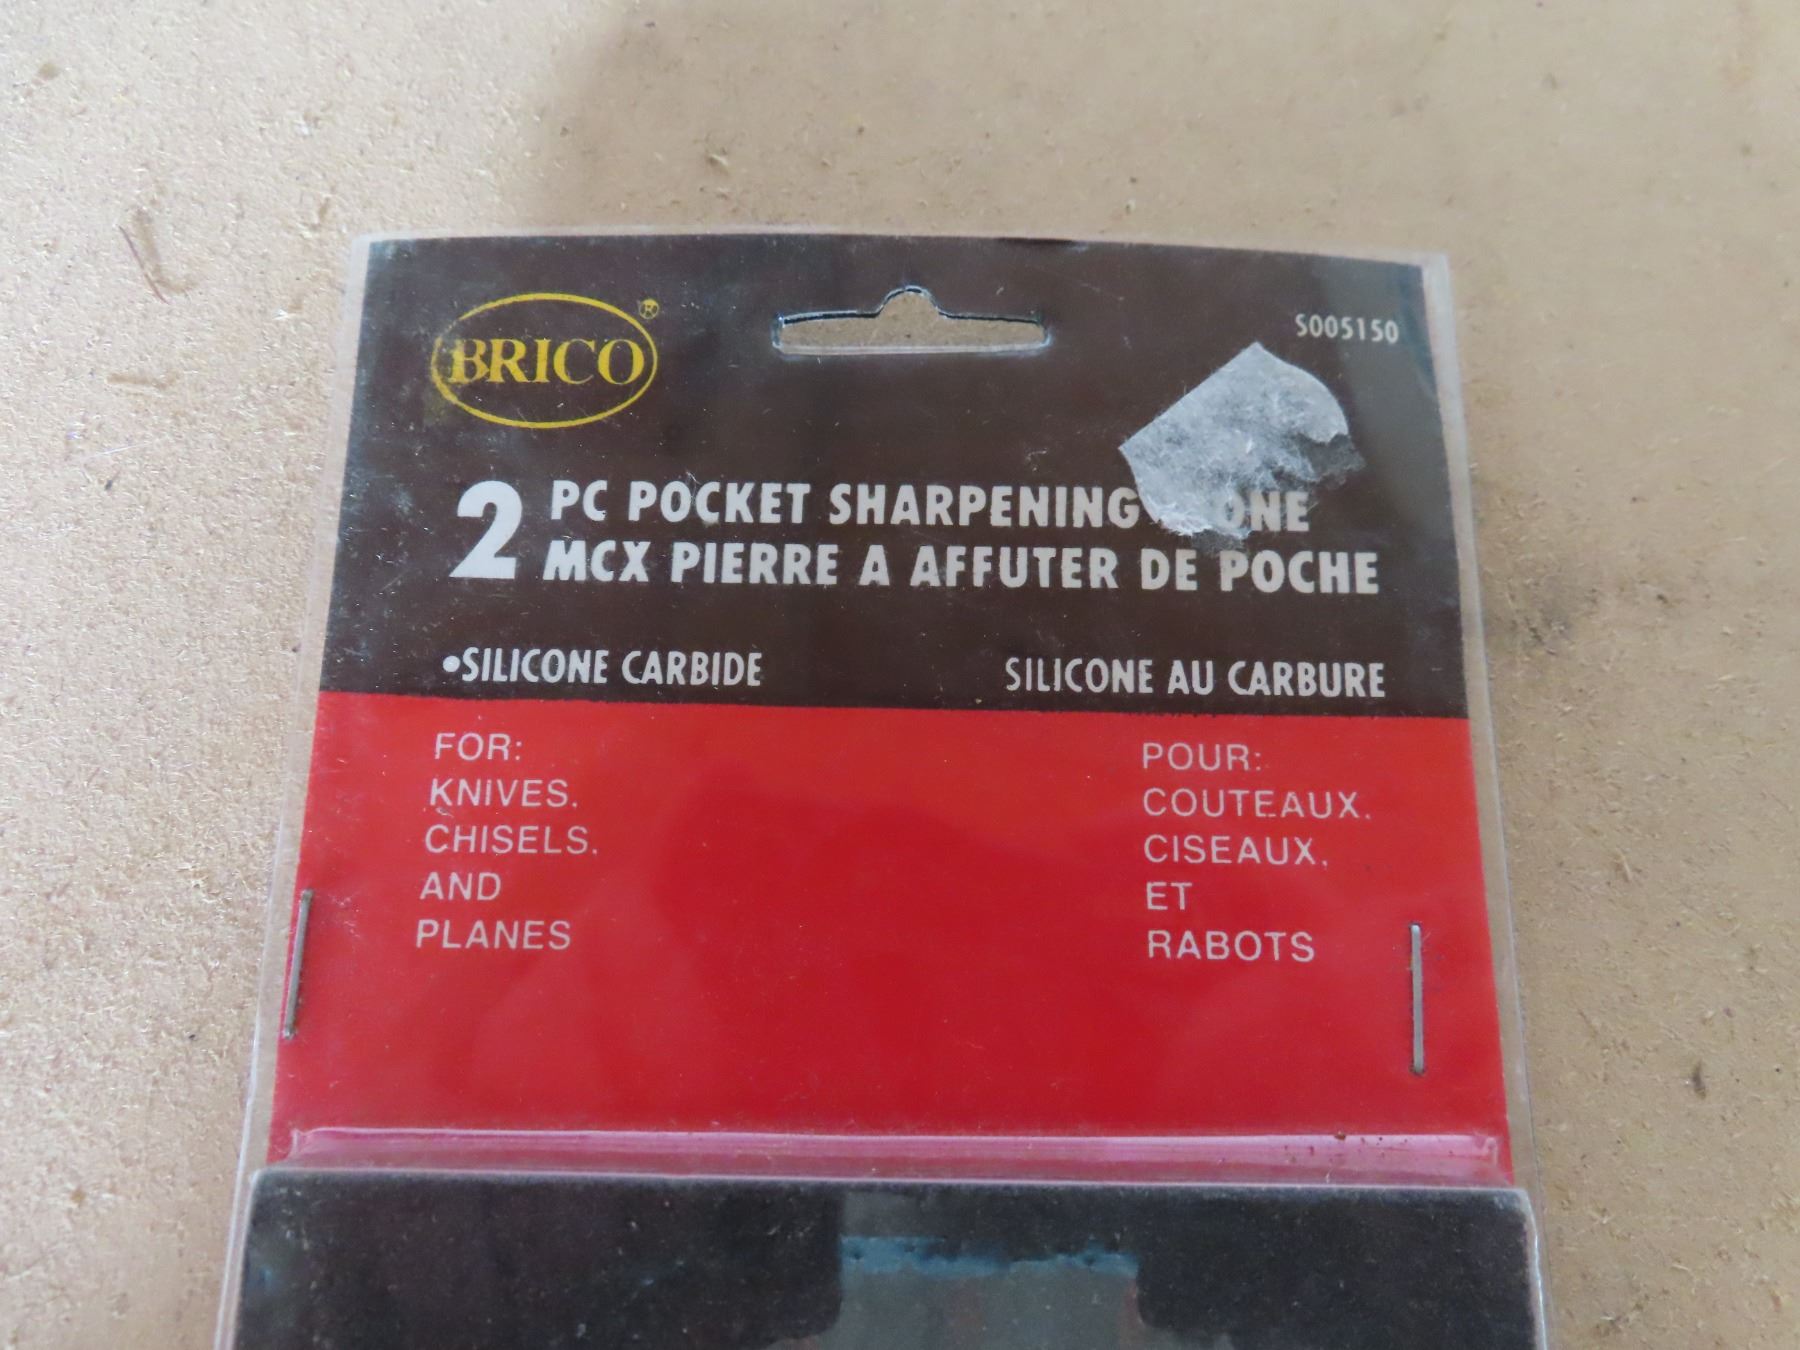 BRICO®
S005150
2 PC POCKET SHARPENING
MCX PIERRE A AFFUTER DE POCHE
•SILICONE CARBIDE
SILICONE AU CARBURE
FOR:
KNIVES.
CHISELS.
AND
PLANES
POUR:
COUTEAUX.
CISEAUX.
ET
RABOTS